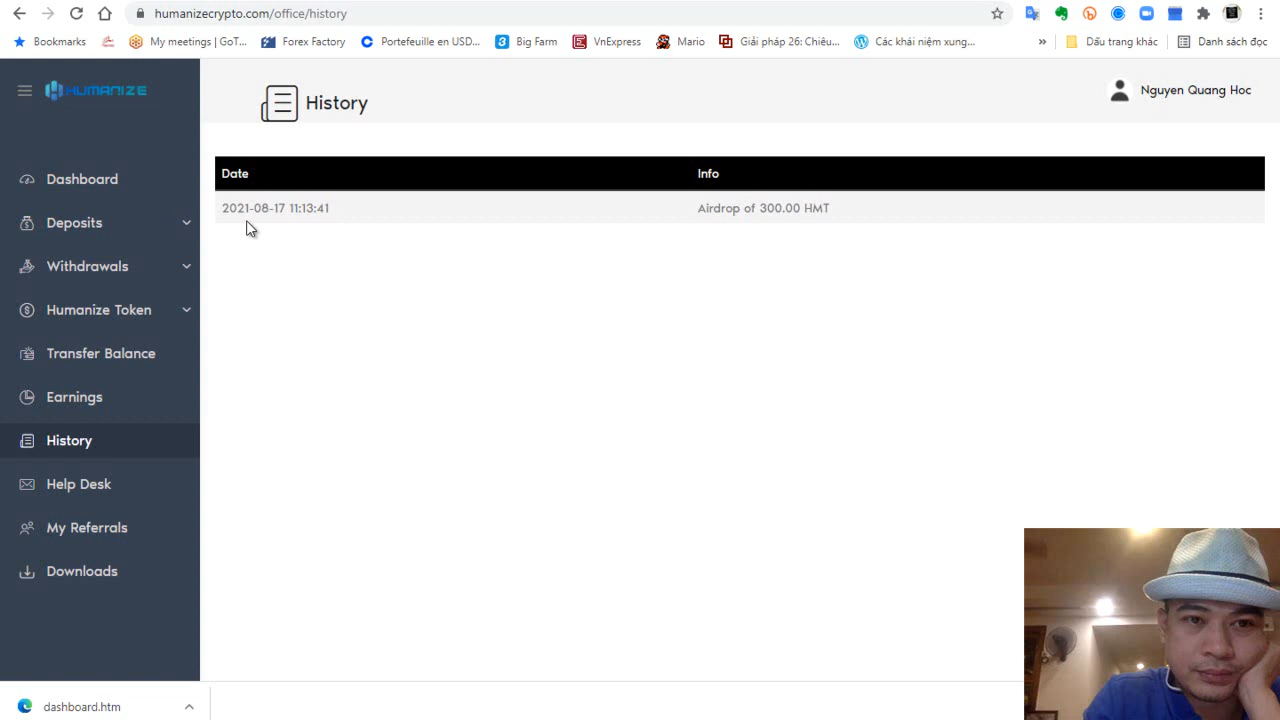 humanizecrypto.com/office/history
Bookmarks
My meetings | GoT...
Forex Factory
Portefeuille en USD...
Big Farm
VnExpress
Mario
Giải pháp 26: Chiêu...
Các khái niệm xung...
»
Dấu trang khác
Danh sách đọc
HUMANIZE
History
Nguyen Quang Hoc
Dashboard
Deposits
Withdrawals
Humanize Token
Transfer Balance
Earnings
History
Help Desk
My Referrals
Downloads
Date Info
2021-08-17 11:13:41 Airdrop of 300.00 HMT
dashboard.htm